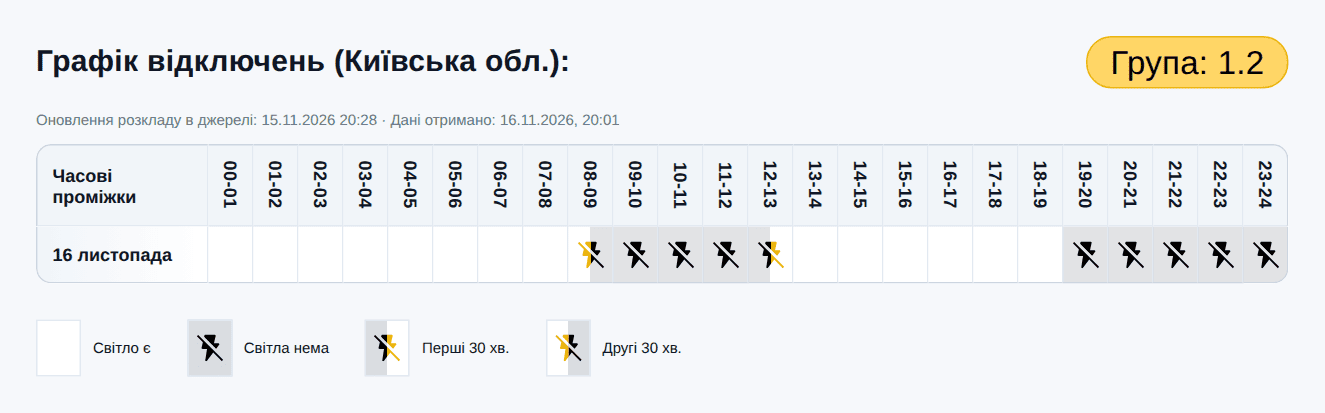 Графік відключень (Київська обл.):
Група: 1.2
Оновлення розкладу в джерелі: 15.11.2026 20:28 · Дані отримано: 16.11.2026, 20:01
Часові
проміжки
00-01
01-02
02-03
03-04
04-05
05-06
06-07
07-08
08-09
09-10
10-11
11-12
12-13
13-14
14-15
15-16
16-17
17-18
18-19
19-20
20-21
21-22
22-23
23-24
16 листопада
Світло є
Світла нема
Перші 30 хв.
Другі 30 хв.